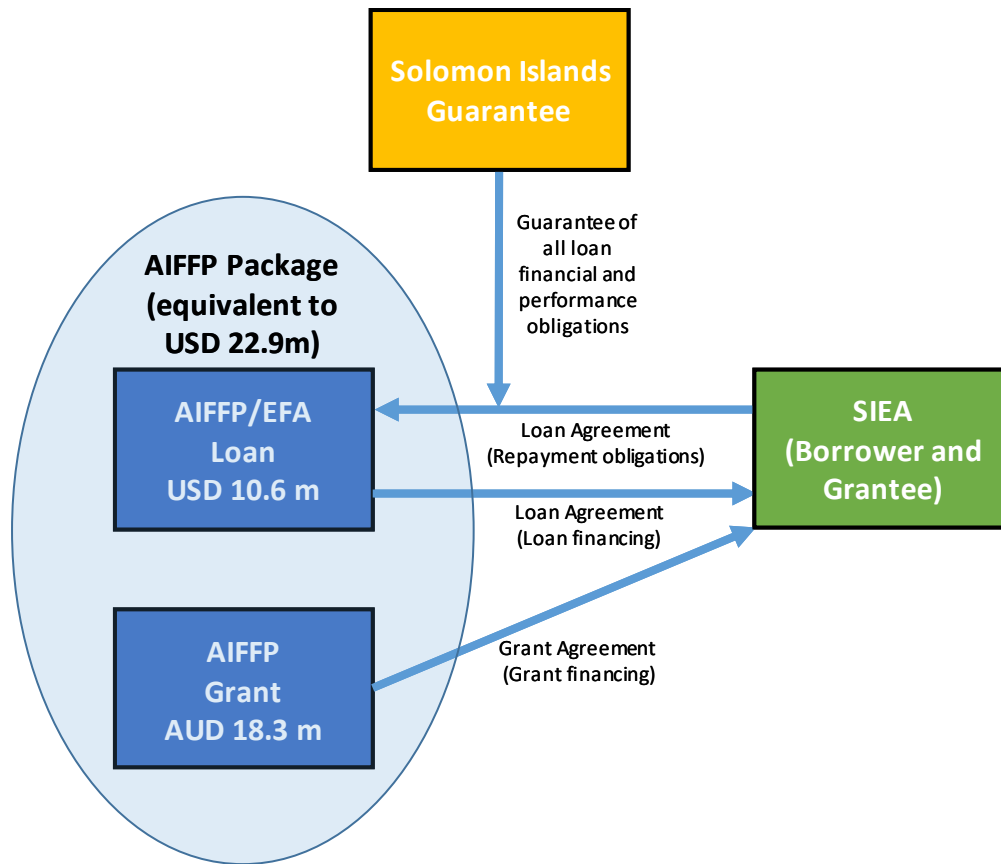 Solomon Islands
Guarantee
Guarantee of
all loan
financial and
performance
obligations
AIFFP Package
(equivalent to
USD 22.9m)
AIFFP/EFA
Loan
USD 10.6 m
Loan Agreement
(Repayment obligations)
SIEA
(Borrower and
Grantee)
Loan Agreement
(Loan financing)
AIFFP
Grant
AUD 18.3 m
Grant Agreement
(Grant financing)